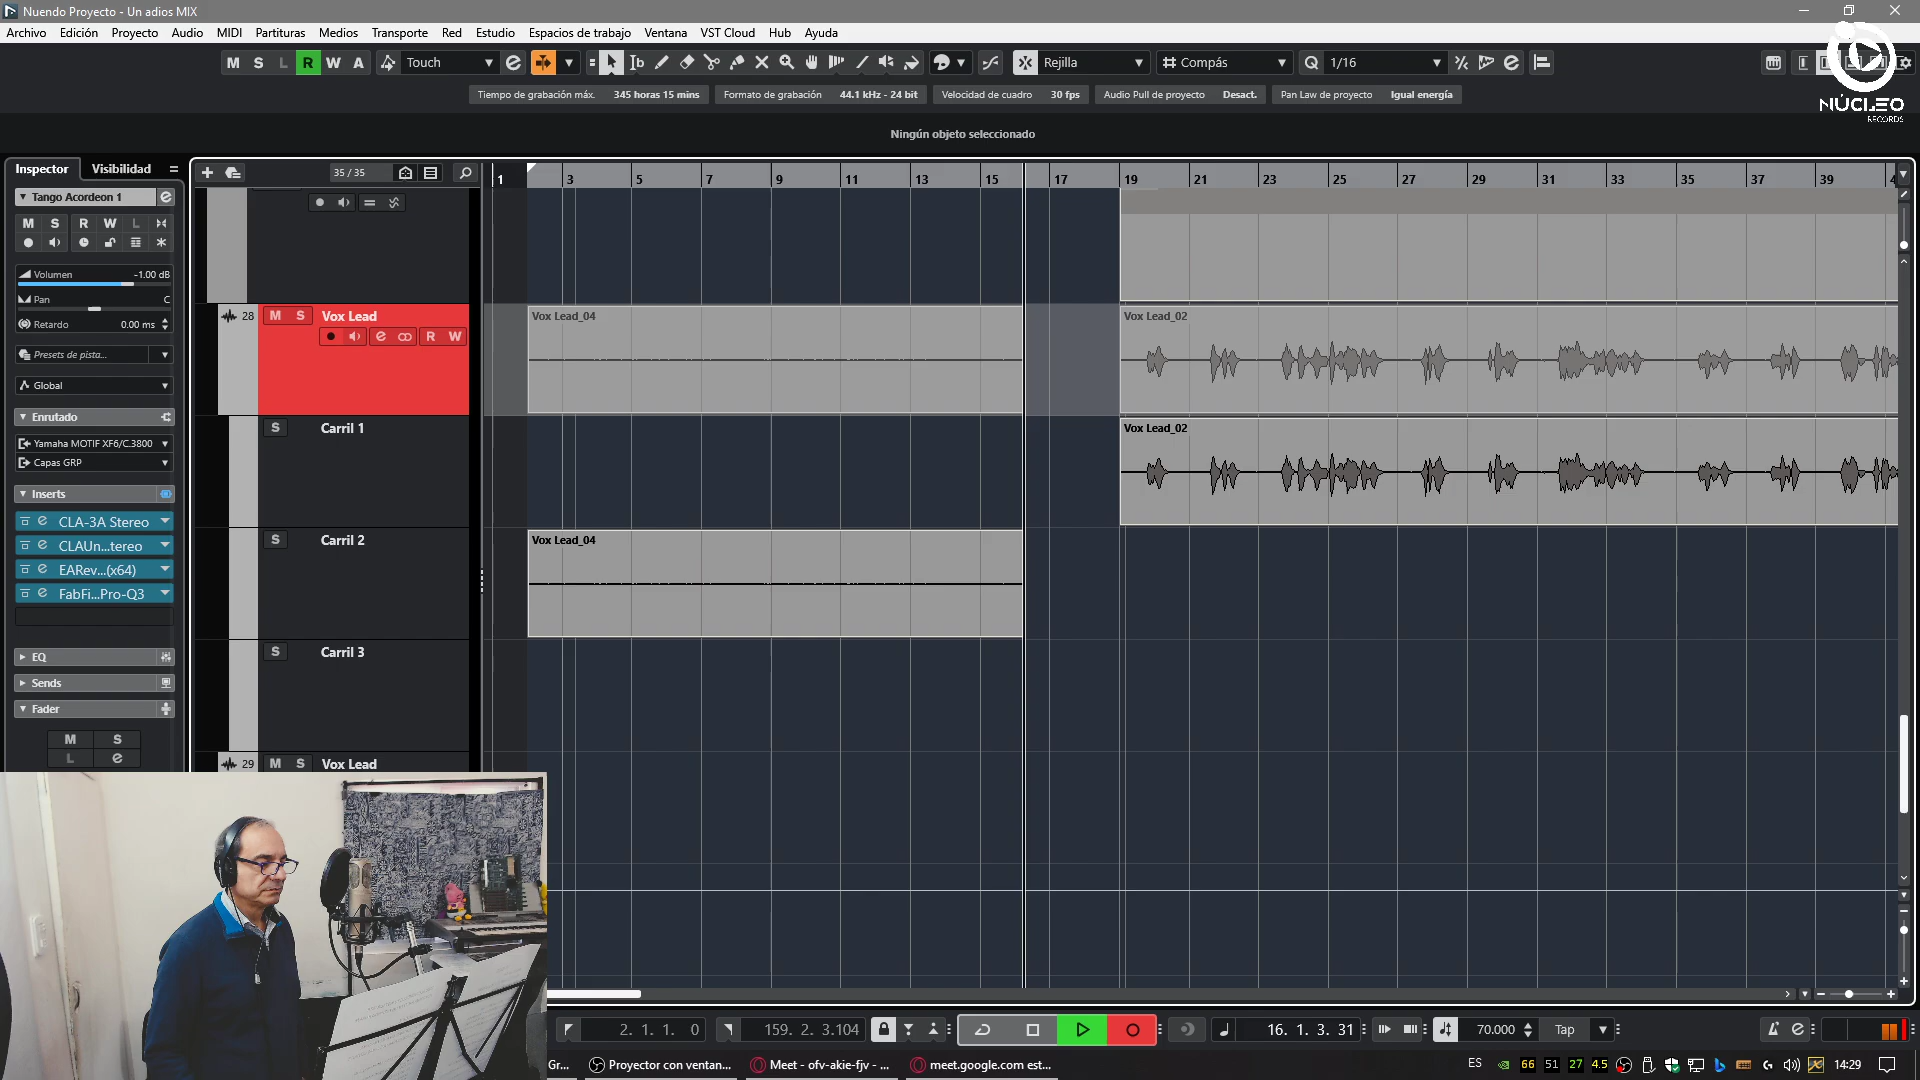 Nuendo Proyecto - Un adios MIX
Archivo Edición Proyecto Audio MIDI Partituras Medios Transporte Red Estudio Espacios de trabajo Ventana VST Cloud Hub Ayuda
M S L R W A Touch Rejilla Compás Q 1/16
NÚCLEO
RECORDS
Tiempo de grabación máx. 345 horas 15 mins Formato de grabación 44.1 kHz - 24 bit Velocidad de cuadro 30 fps Audio Pull de proyecto Desact. Pan Law de proyecto Igual energía
Ningún objeto seleccionado
Inspector Visibilidad
35 / 35
1 3 5 7 9 11 13 15 17 19 21 23 25 27 29 31 33 35 37 39
Tango Acordeon 1
M S R W L
Volumen -1.00 dB
Pan C
Retardo 0.00 ms
Presets de pista...
Global
Enrutado
Yamaha MOTIF XF6/C.3800
Capas GRP
Inserts
CLA-3A Stereo
CLAUn...tereo
EARev...(x64)
FabFi...Pro-Q3
EQ
Sends
Fader
M S
L e
28 M S Vox Lead
R W
Vox Lead_04
Vox Lead_02
S Carril 1
Vox Lead_02
S Carril 2
Vox Lead_04
S Carril 3
29 M S Vox Lead
2. 1. 1. 0 159. 2. 3.104 16. 1. 3. 31 70.000 Tap
Gr... Proyector con ventan... Meet - ofv-akie-fjv - ... meet.google.com est... ES 66 51 27 4.5 14:29